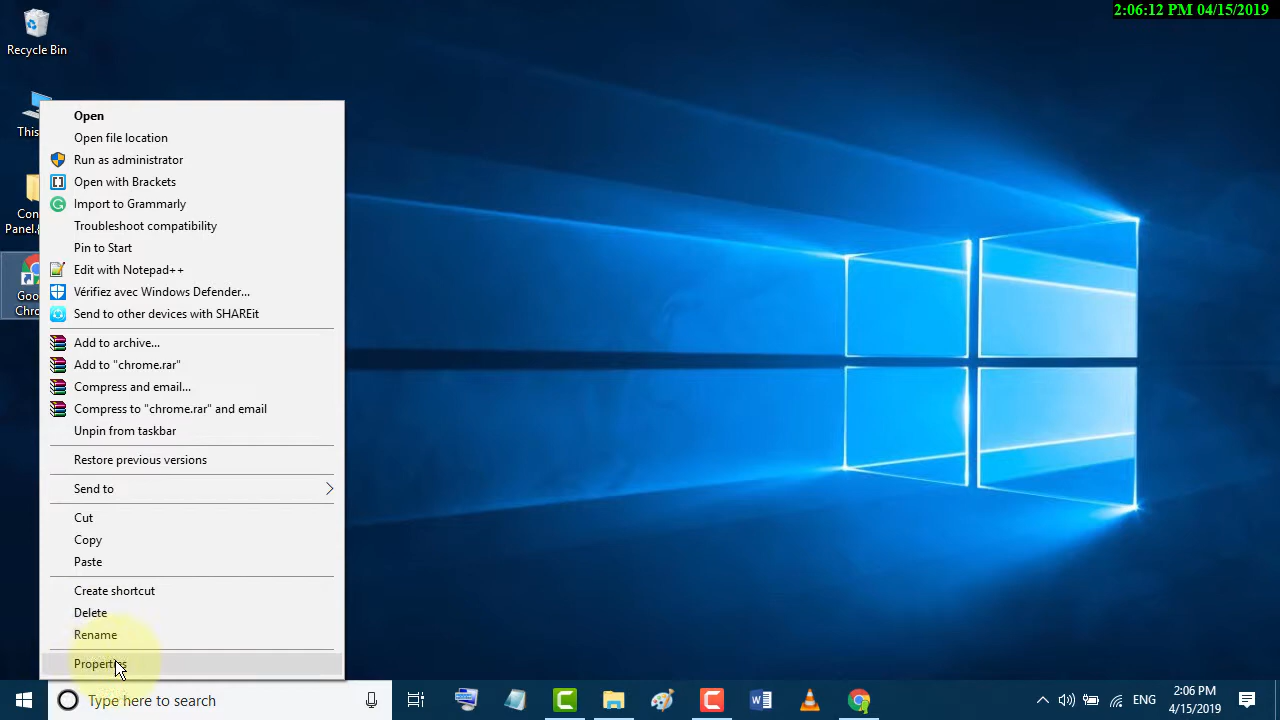 2:06:12 PM 04/15/2019
Recycle Bin
This
Panel.
Open
Open file location
Run as administrator
Open with Brackets
Import to Grammarly
Troubleshoot compatibility
Pin to Start
Edit with Notepad++
Vérifiez avec Windows Defender...
Send to other devices with SHAREit
Add to archive...
Add to "chrome.rar"
Compress and email...
Compress to "chrome.rar" and email
Unpin from taskbar
Restore previous versions
Send to
Cut
Copy
Paste
Create shortcut
Delete
Rename
Properties
Type here to search
ENG
2:06 PM
4/15/2019